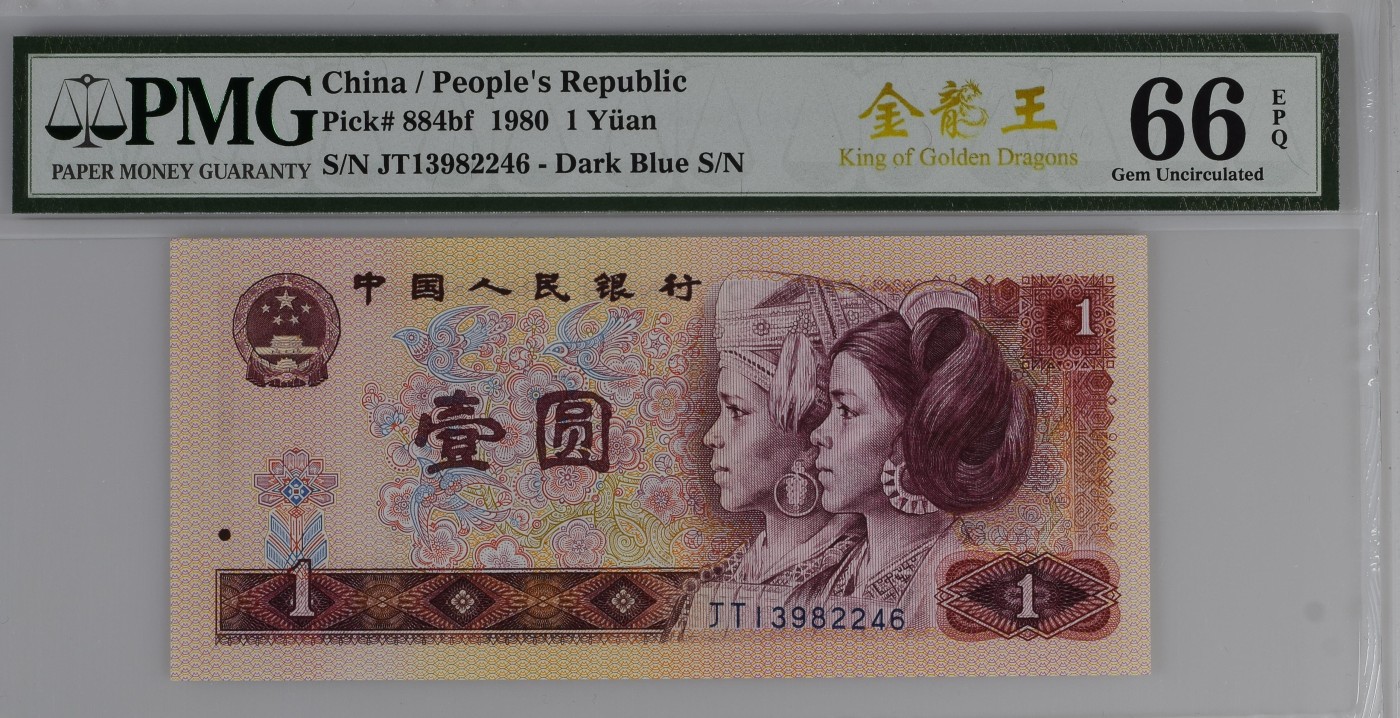 PMG
PAPER MONEY GUARANTY
China / People's Republic
Pick# 884bf 1980 1 Yüan
S/N JT13982246 - Dark Blue S/N
金龍王
King of Golden Dragons
66
EPQ
Gem Uncirculated
中国人民银行
1
壹圆
1
JT13982246
1